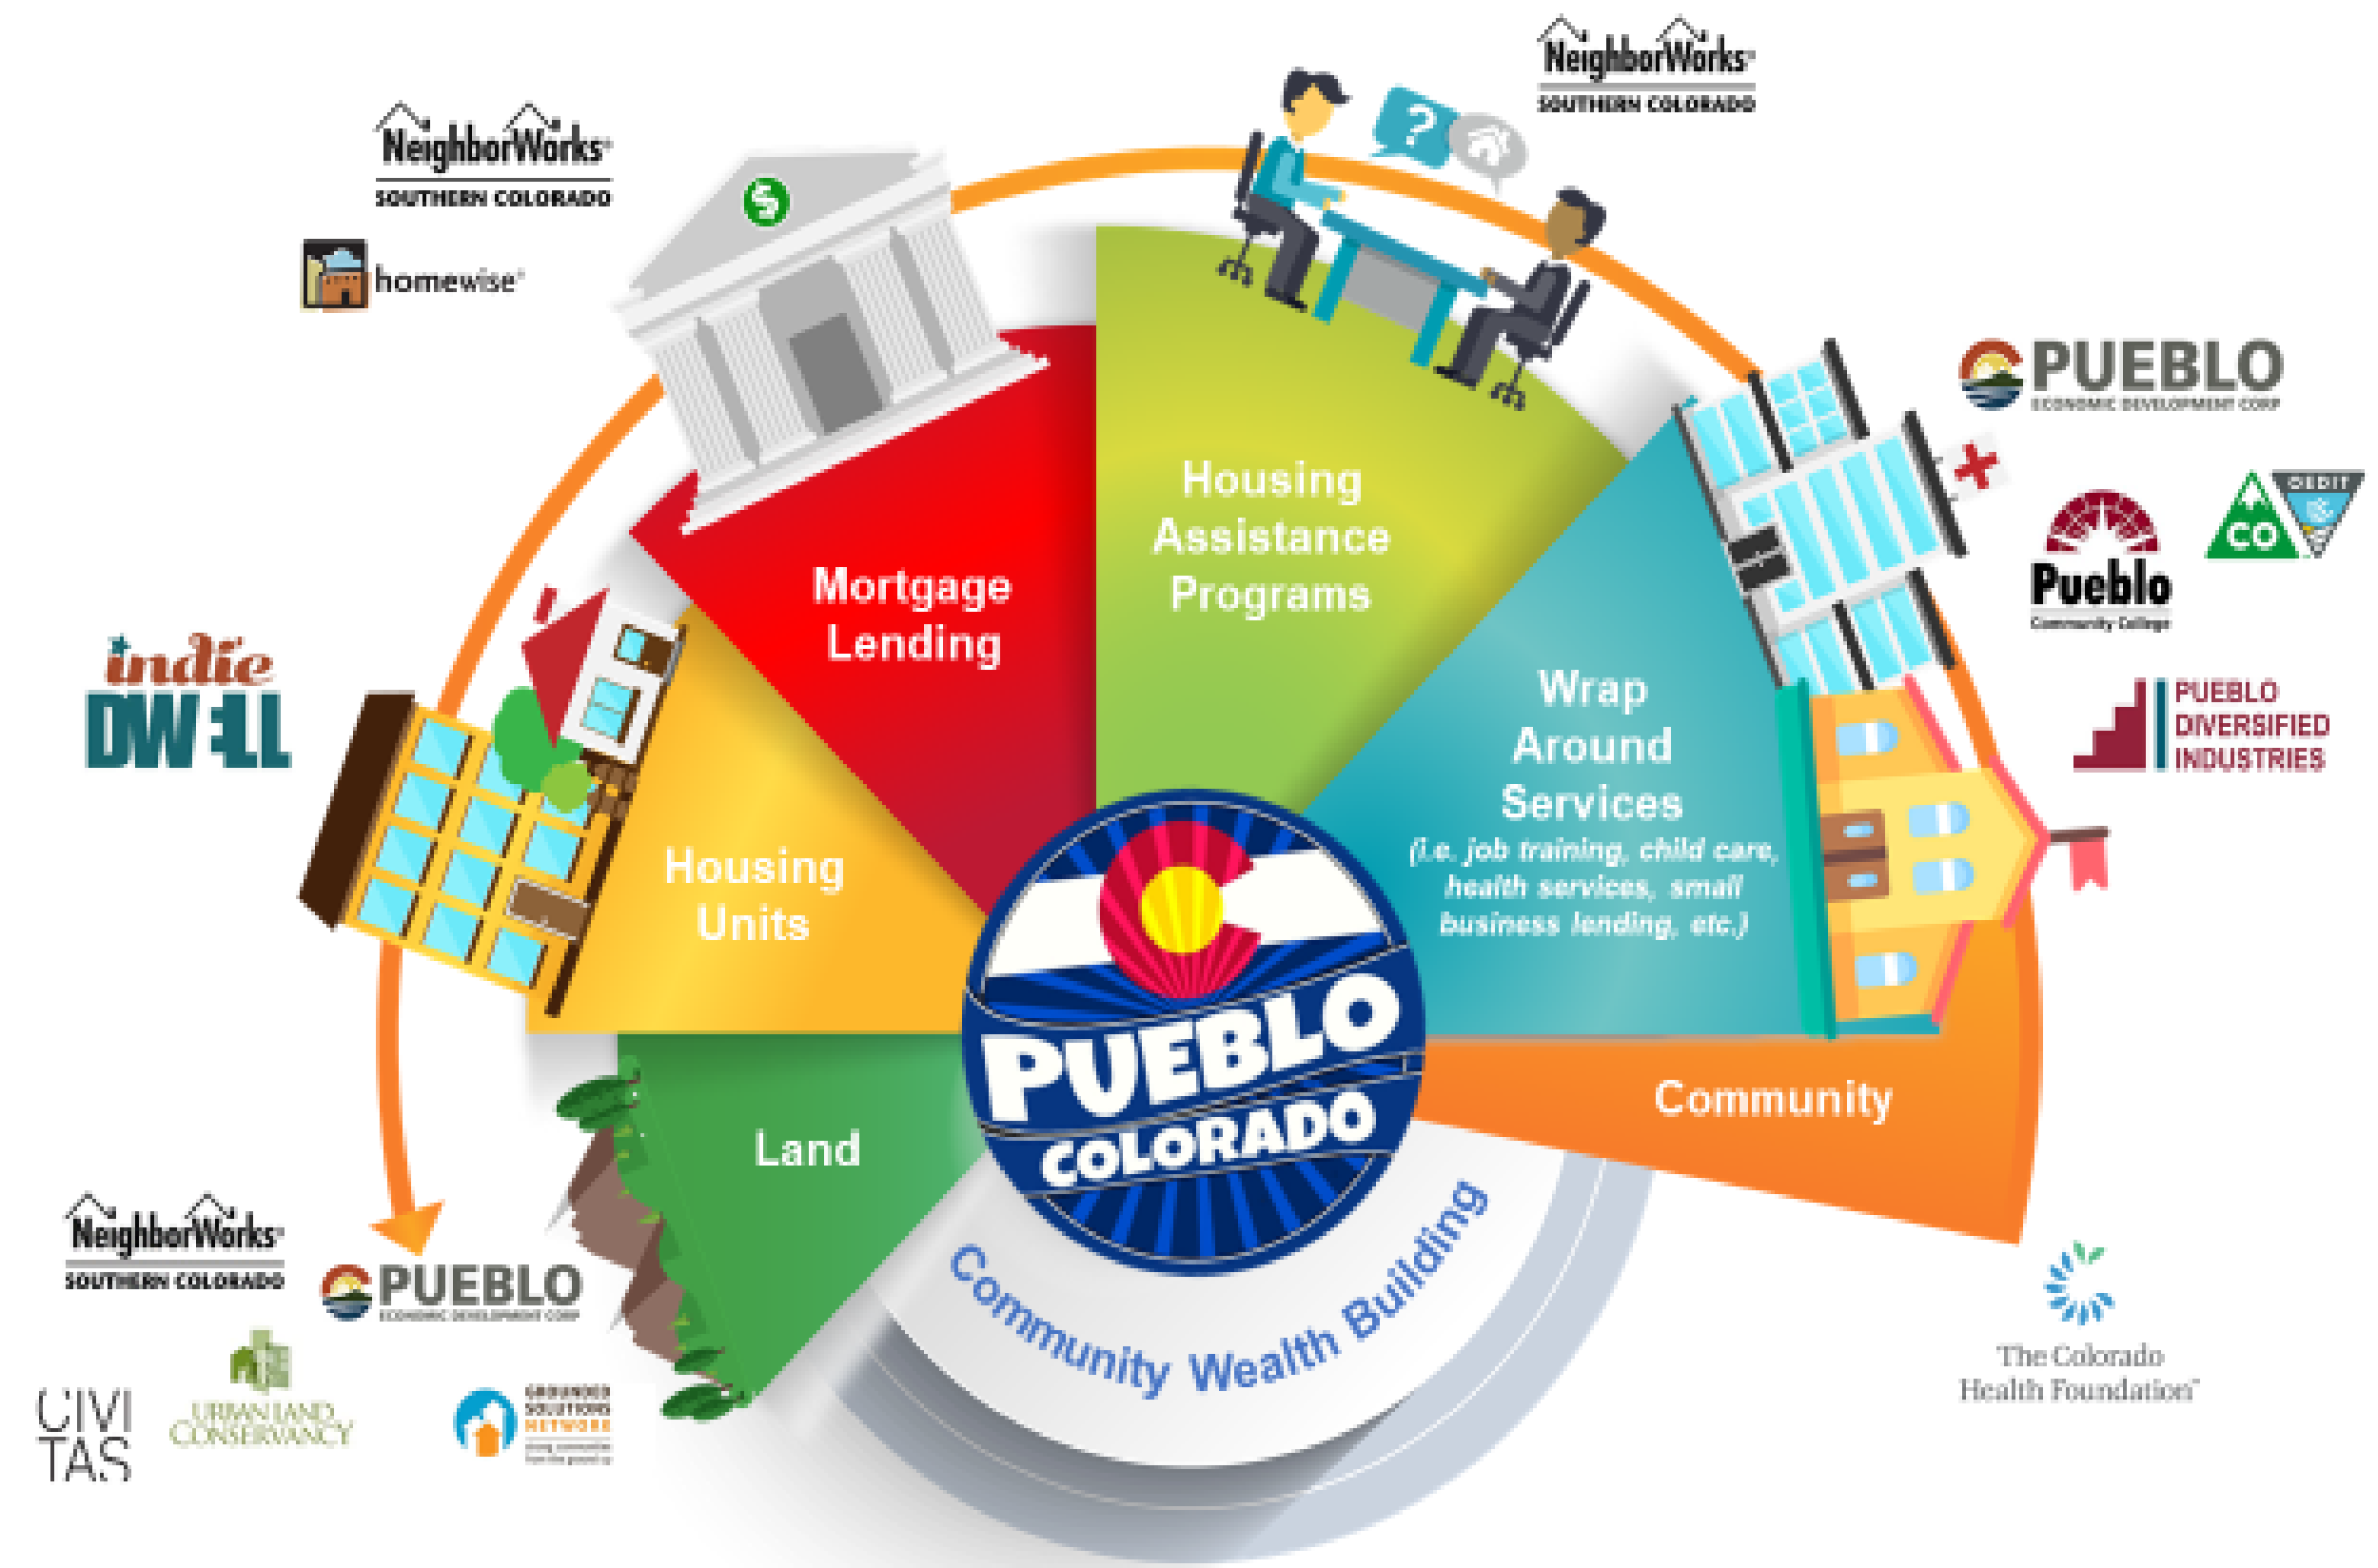 NeighborWorks®
SOUTHERN COLORADO
homewise®
NeighborWorks®
SOUTHERN COLORADO
?
$
PUEBLO
ECONOMIC DEVELOPMENT CORP
OEDIT
CO
Pueblo
Community College
PUEBLO
DIVERSIFIED
INDUSTRIES
indie
DWELL
Mortgage
Lending
Housing
Assistance
Programs
Wrap
Around
Services
(i.e. job training, child care,
health services, small
business lending, etc.)
Housing
Units
Land
Community
PUEBLO
COLORADO
Community Wealth Building
NeighborWorks®
SOUTHERN COLORADO
PUEBLO
ECONOMIC DEVELOPMENT CORP
CIVI
TAS
URBAN LAND
CONSERVANCY
GROUNDED
SOLUTIONS
NETWORK
The Colorado
Health Foundation™